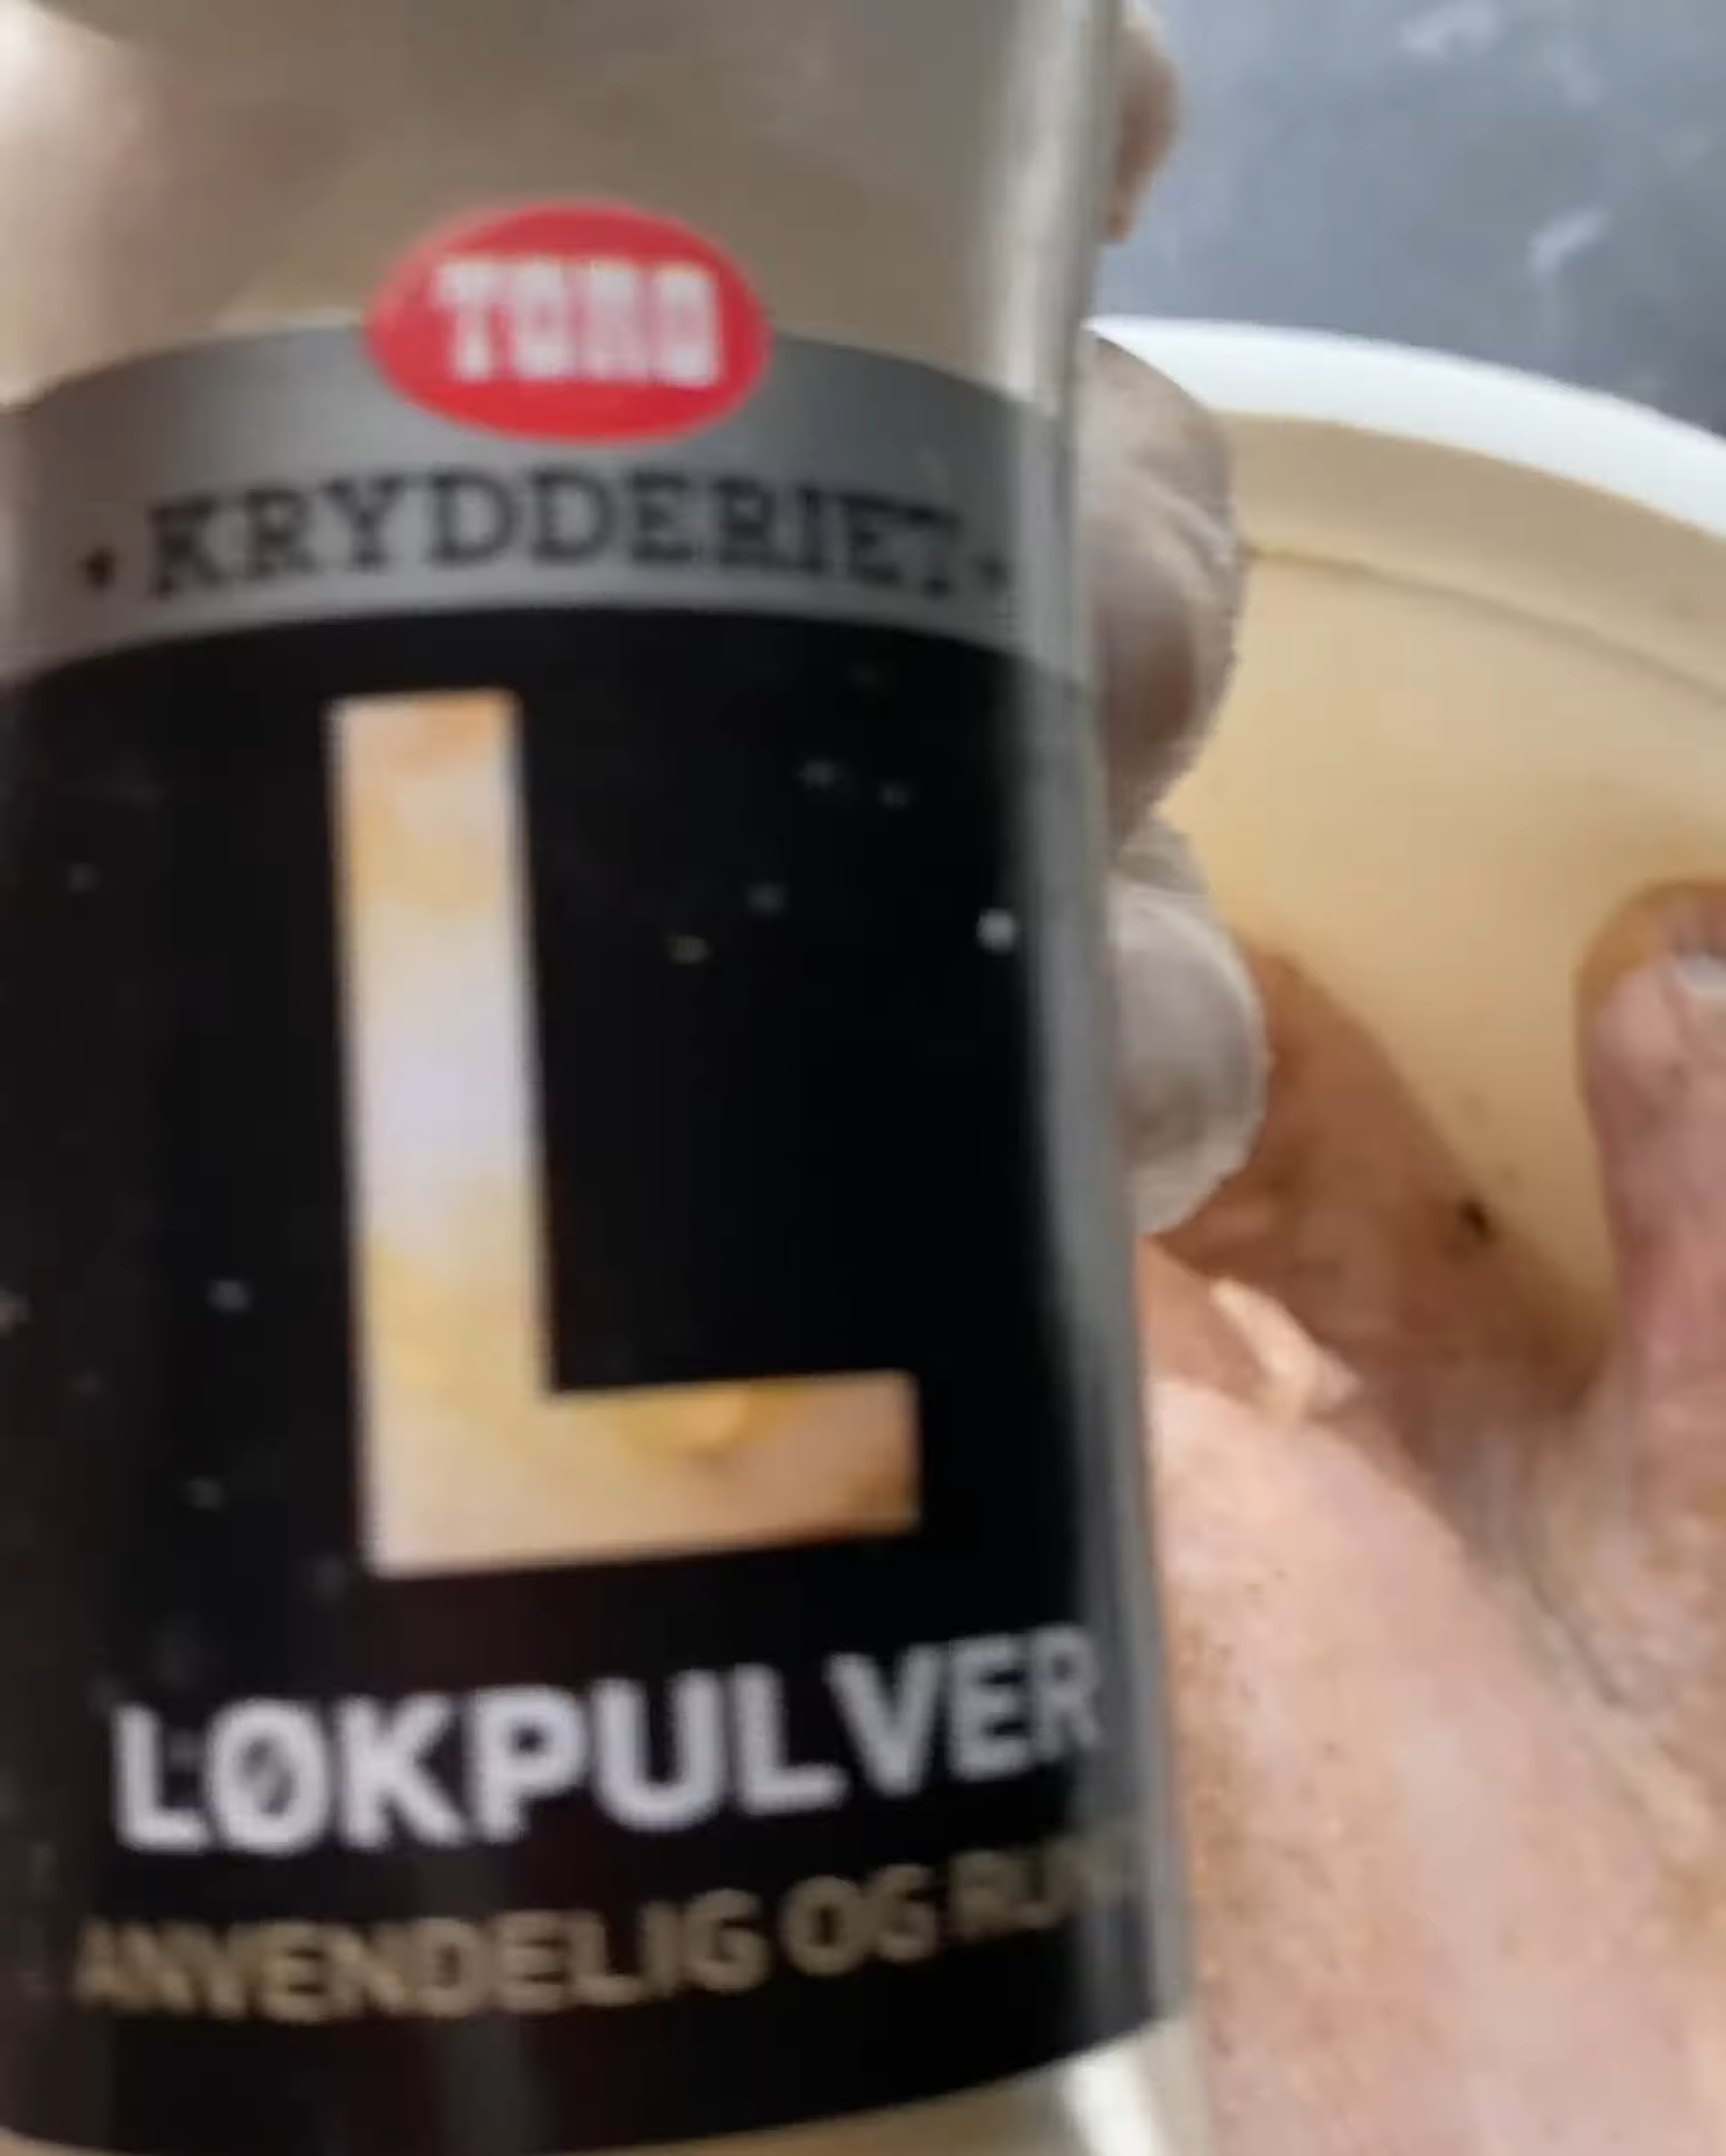 TORO
• KRYDDERIET •
L
LØKPULVER
ANVENDELIG OG